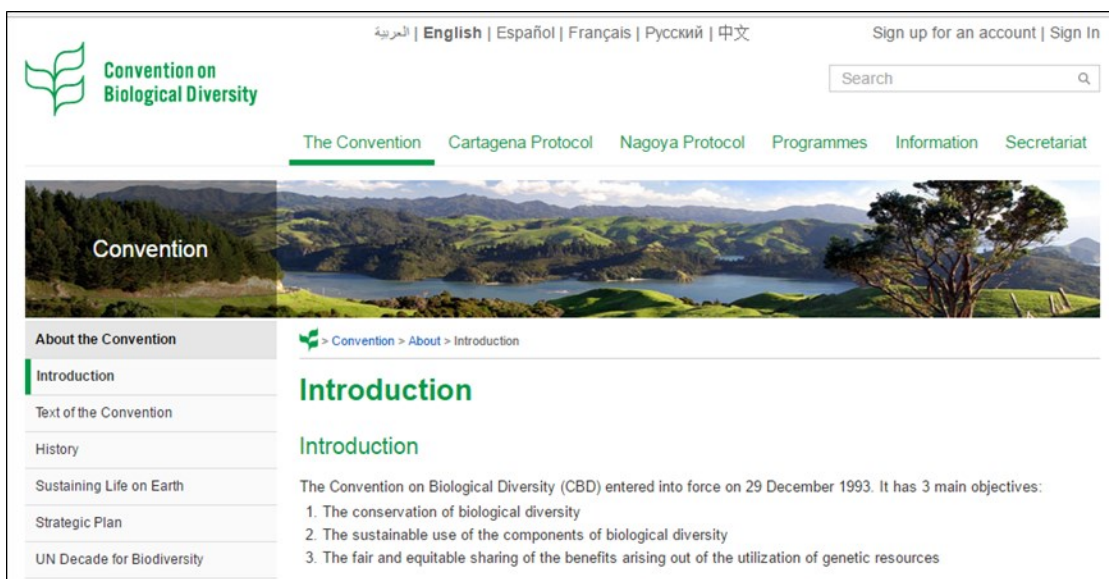 العربية | English | Español | Français | Русский | 中文
Sign up for an account | Sign In
Convention on
Biological Diversity
Search
The Convention Cartagena Protocol Nagoya Protocol Programmes Information Secretariat
Convention
About the Convention
Introduction
Text of the Convention
History
Sustaining Life on Earth
Strategic Plan
UN Decade for Biodiversity
> Convention > About > Introduction
Introduction
Introduction
The Convention on Biological Diversity (CBD) entered into force on 29 December 1993. It has 3 main objectives:
1. The conservation of biological diversity
2. The sustainable use of the components of biological diversity
3. The fair and equitable sharing of the benefits arising out of the utilization of genetic resources